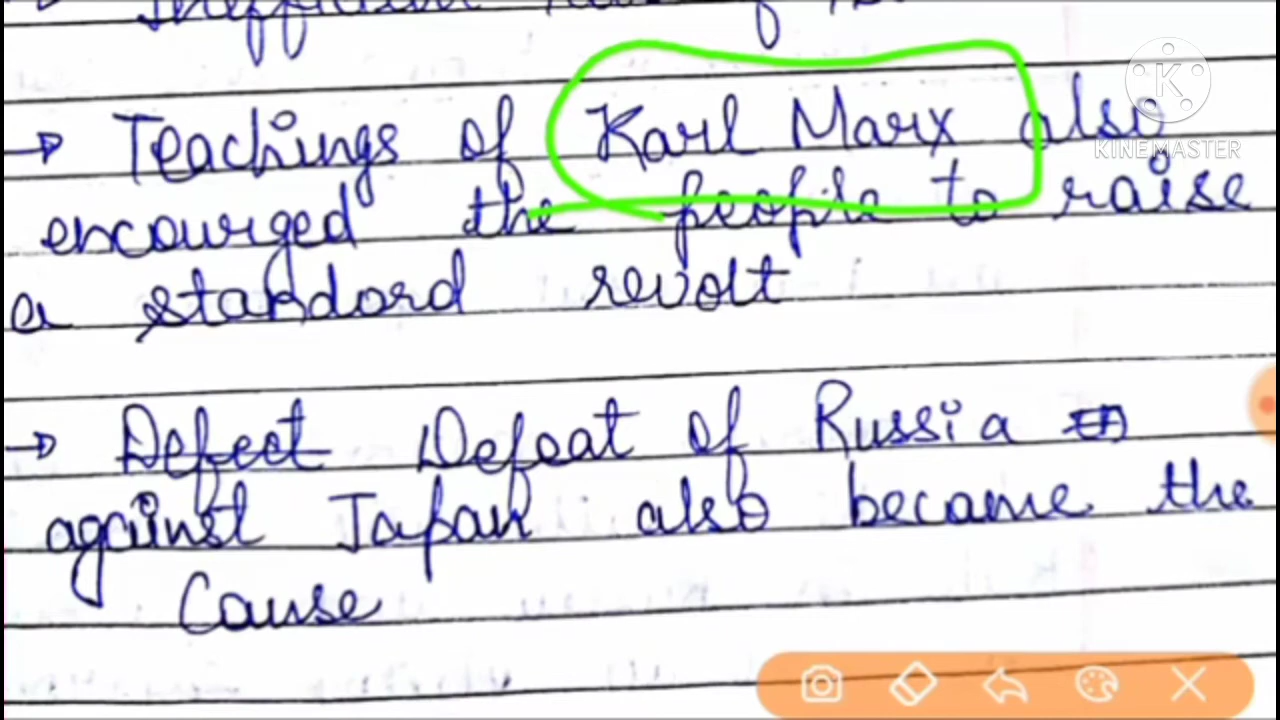 → Teachings of Karl Marx also
KINEMASTER
encourged the people to raise
a standord revolt
→ Defect Defeat of Russia
against Japan also became the
Cause